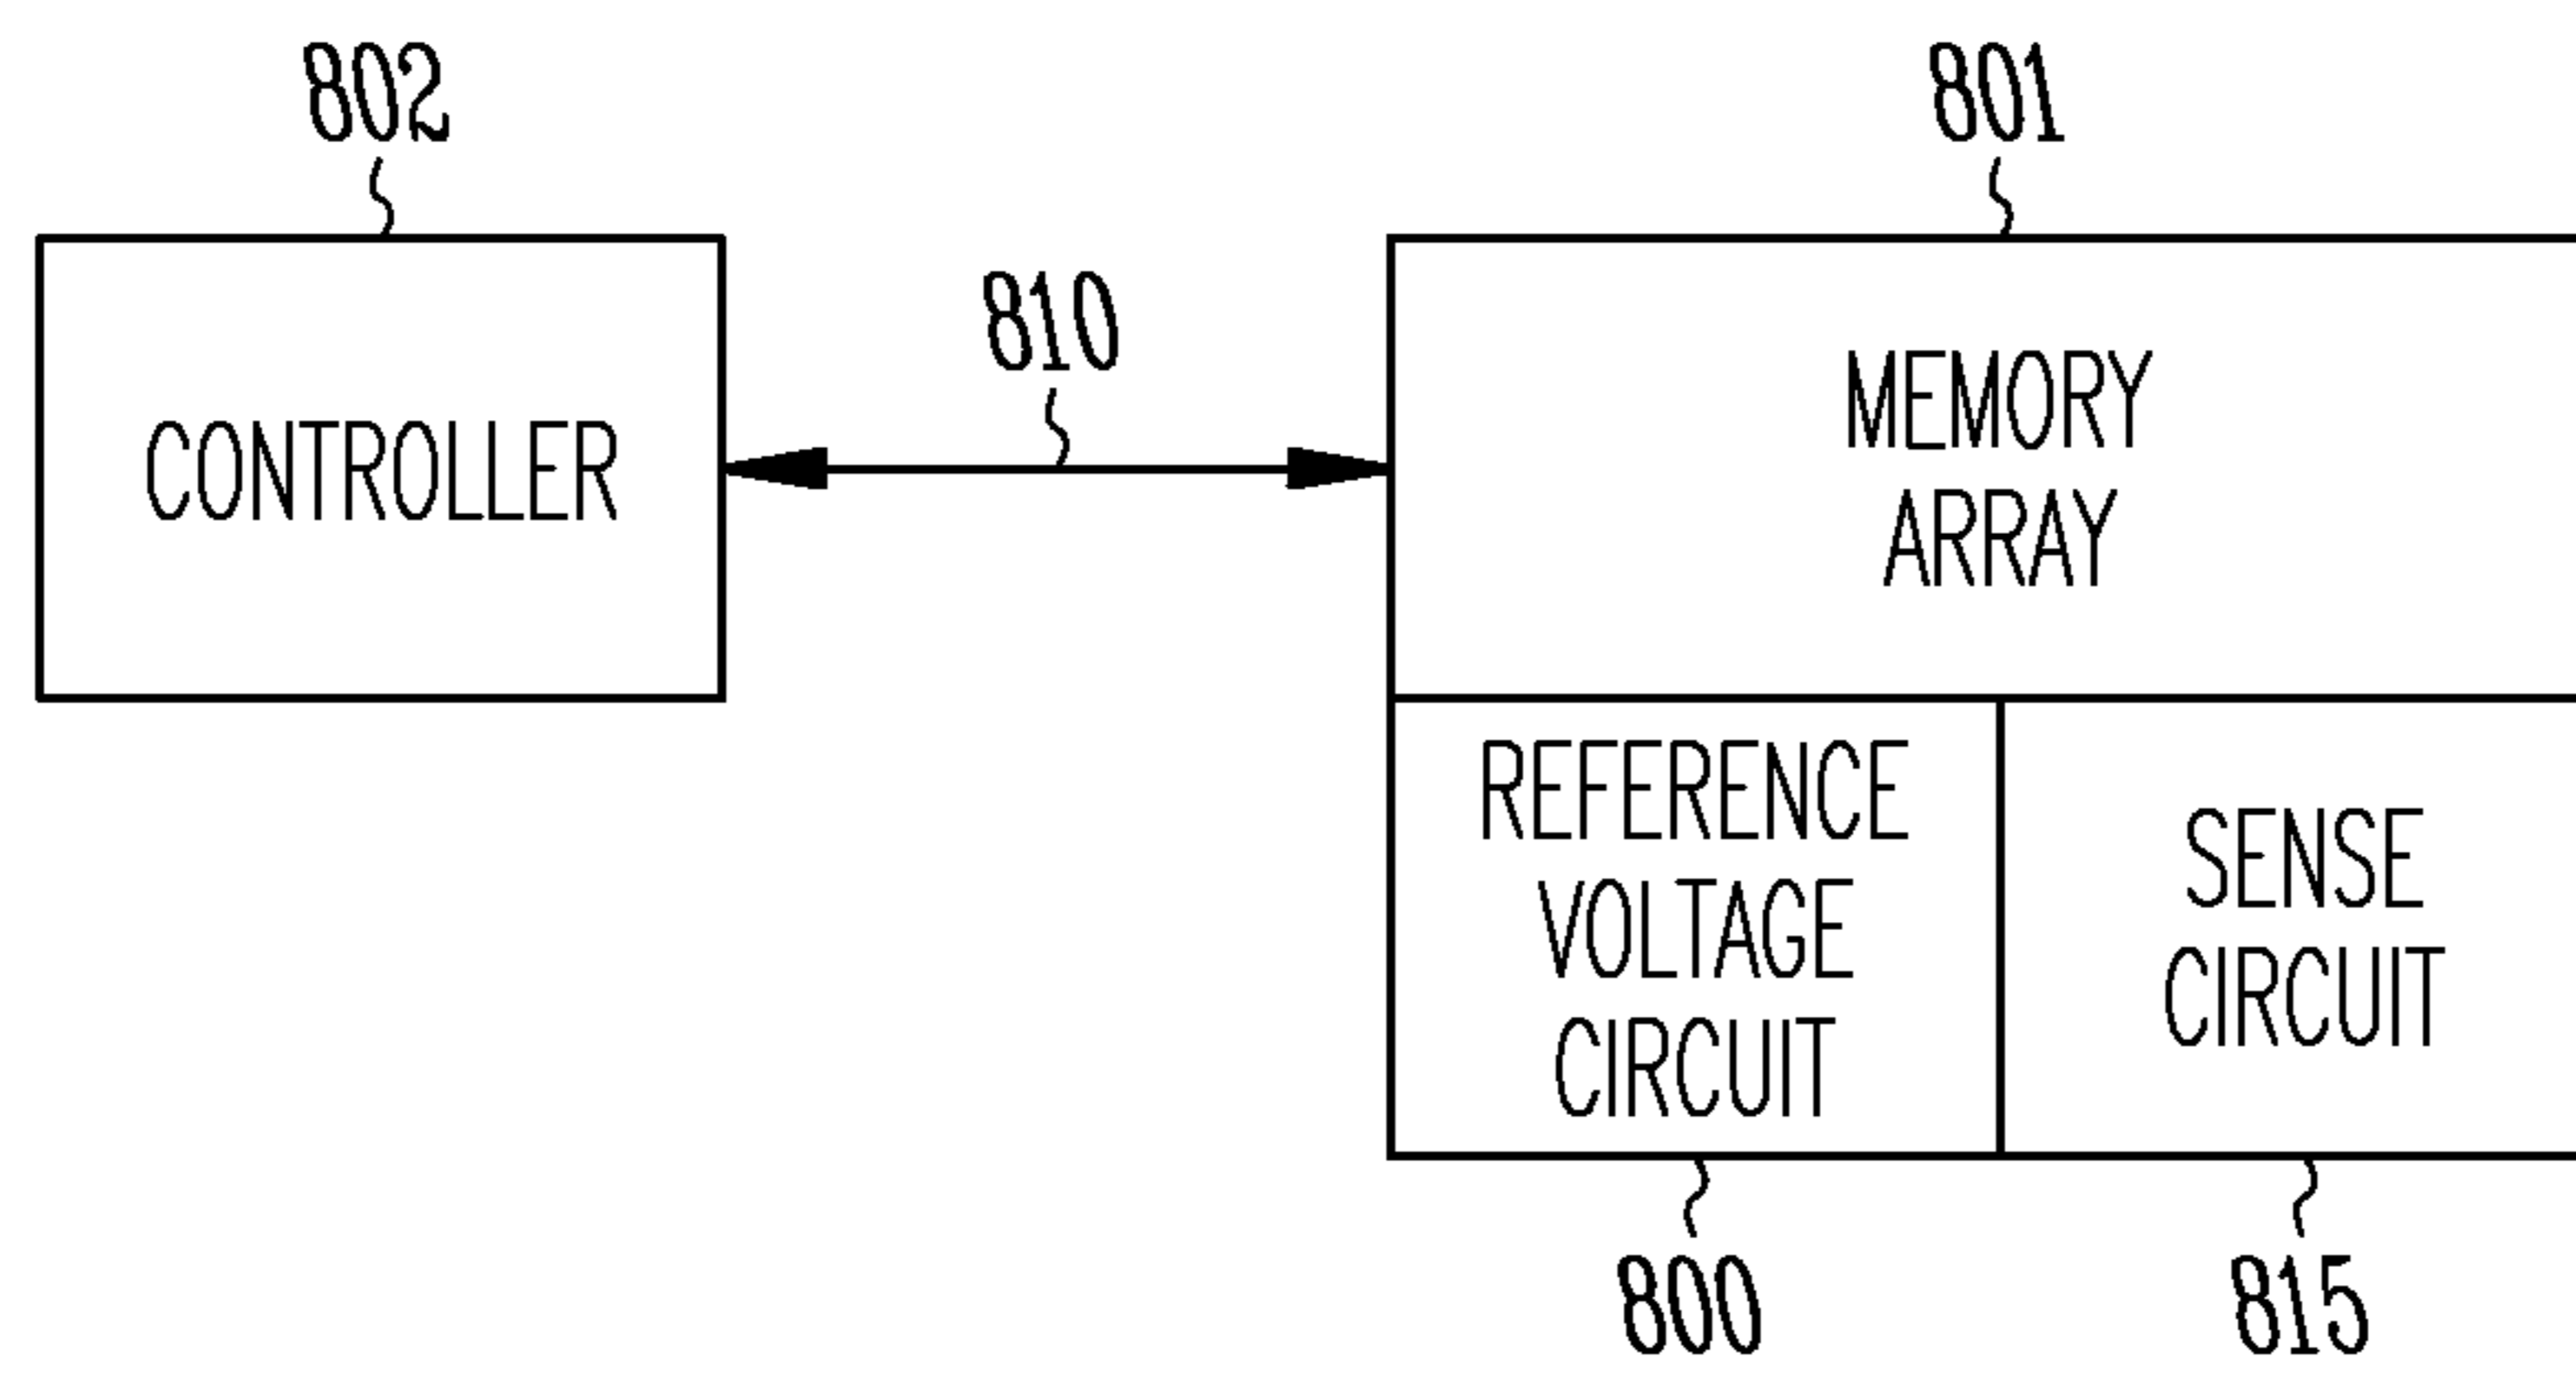 802
801
810
CONTROLLER
MEMORY
ARRAY
REFERENCE
VOLTAGE
CIRCUIT
SENSE
CIRCUIT
800
815